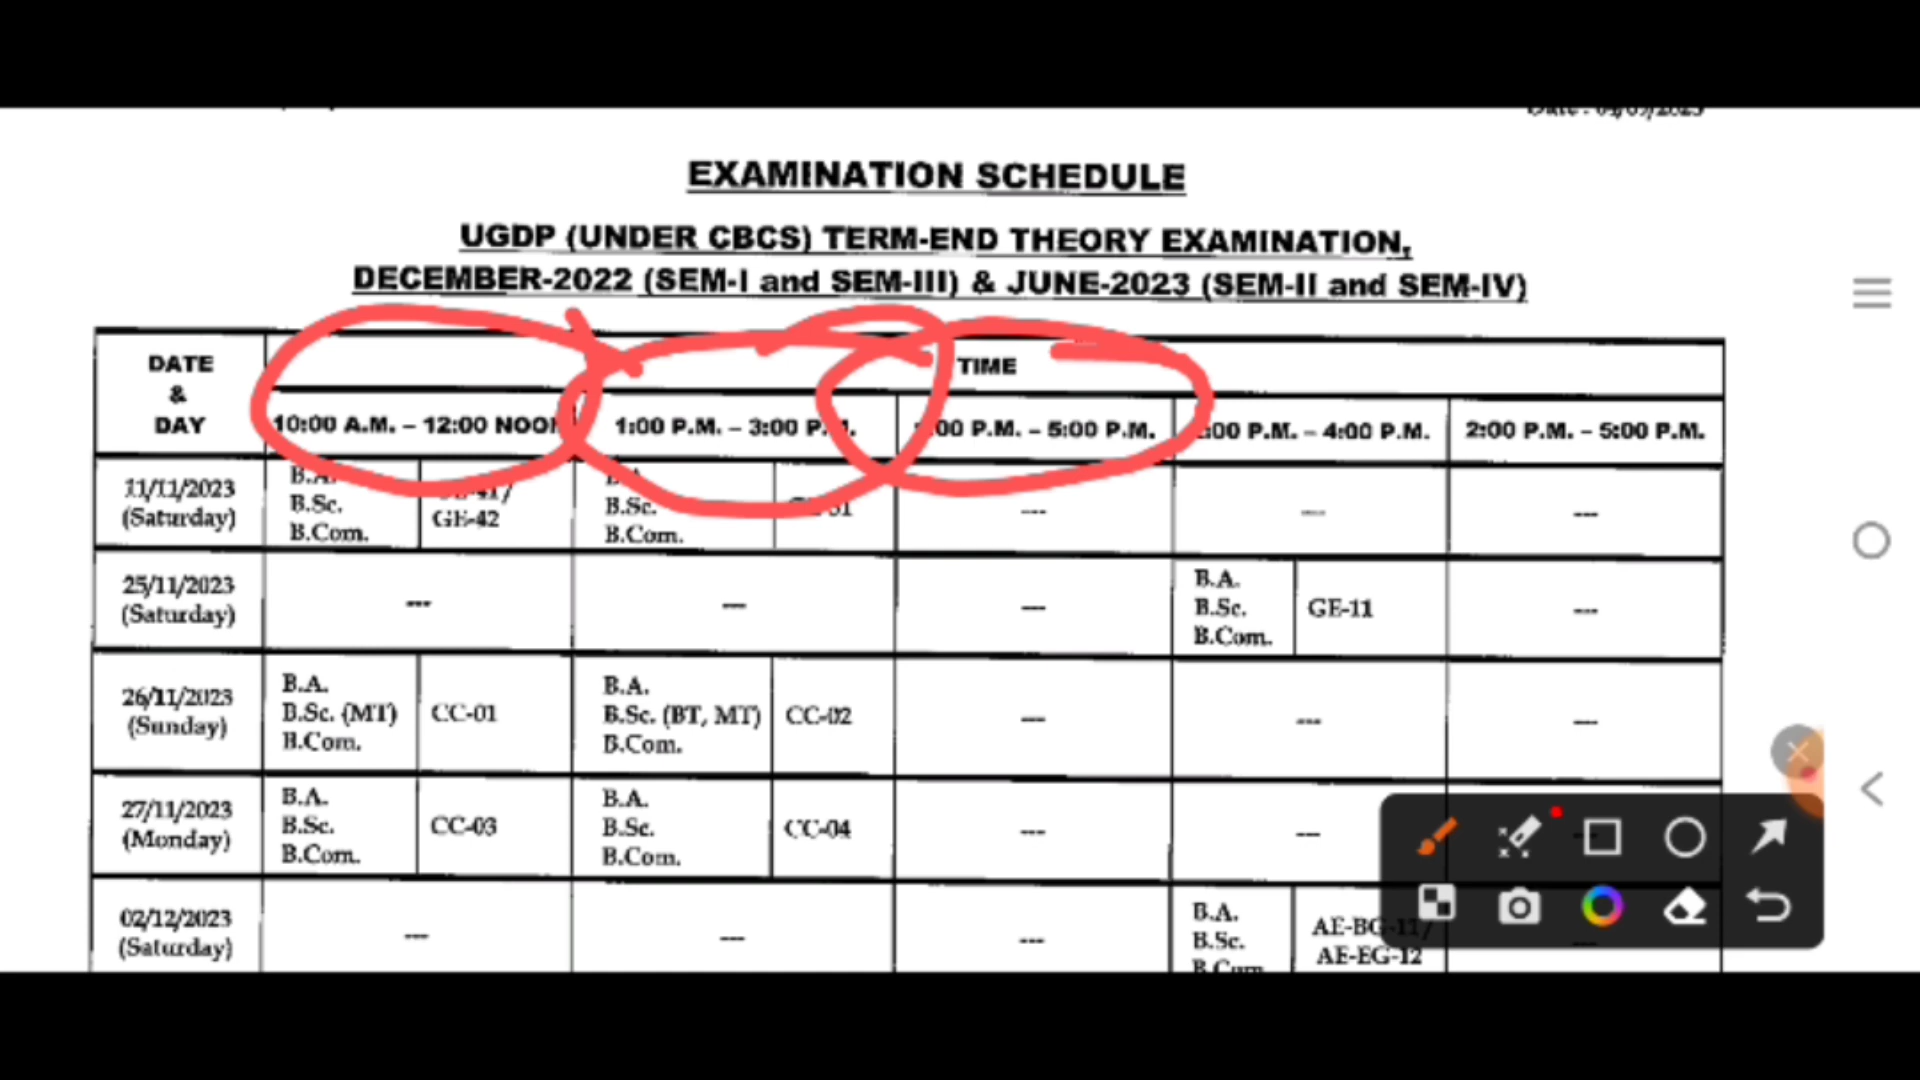 EXAMINATION SCHEDULE
UGDP (UNDER CBCS) TERM-END THEORY EXAMINATION,
DECEMBER-2022 (SEM-I and SEM-III) & JUNE-2023 (SEM-II and SEM-IV)
DATE
&
DAY
TIME
10:00 A.M. – 12:00 NOON
1:00 P.M. – 3:00 P.M.
:00 P.M. – 5:00 P.M.
:00 P.M. – 4:00 P.M.
2:00 P.M. – 5:00 P.M.
11/11/2023
(Saturday)
B.A.
B.Sc.
B.Com.
GE-42
B.Sc.
B.Com.
---
---
---
25/11/2023
(Saturday)
---
---
---
B.A.
B.Sc.
B.Com.
GE-11
---
26/11/2023
(Sunday)
B.A.
B.Sc. (MT)
B.Com.
CC-01
B.A.
B.Sc. (BT, MT)
B.Com.
CC-02
---
---
---
27/11/2023
(Monday)
B.A.
B.Sc.
B.Com.
CC-03
B.A.
B.Sc.
B.Com.
CC-04
---
---
02/12/2023
(Saturday)
---
---
---
B.A.
B.Sc.
B.Com.
AE-BG-11/
AE-EG-12